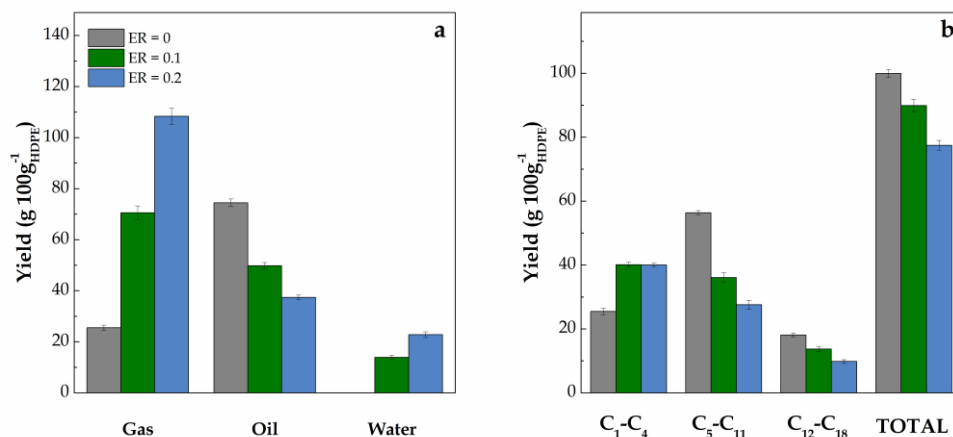 a
ER = 0
ER = 0.1
ER = 0.2
140
120
100
80
60
40
20
0
Yield (g 100g⁻¹HDPE)
Gas Oil Water
b
100
80
60
40
20
0
Yield (g 100g⁻¹HDPE)
C₁-C₄ C₅-C₁₁ C₁₂-C₁₈ TOTAL